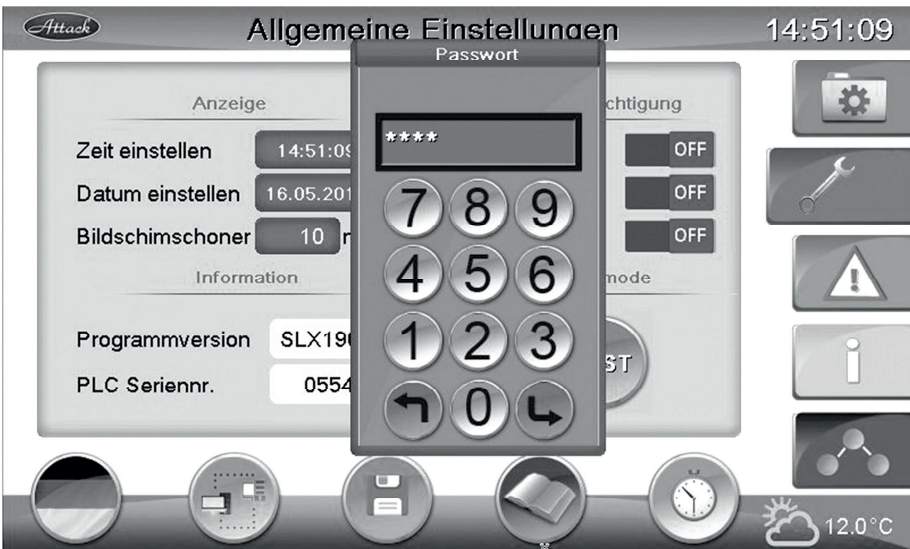 Attack
Allgemeine Einstellungen
14:51:09
Passwort
****
7 8 9
4 5 6
1 2 3
0
Anzeige
Zeit einstellen 14:51:09
Datum einstellen 16.05.201
Bildschimschoner 10
Information
Programmversion SLX190
PLC Seriennr. 0554
chtigung
OFF
OFF
OFF
mode
ST
12.0°C